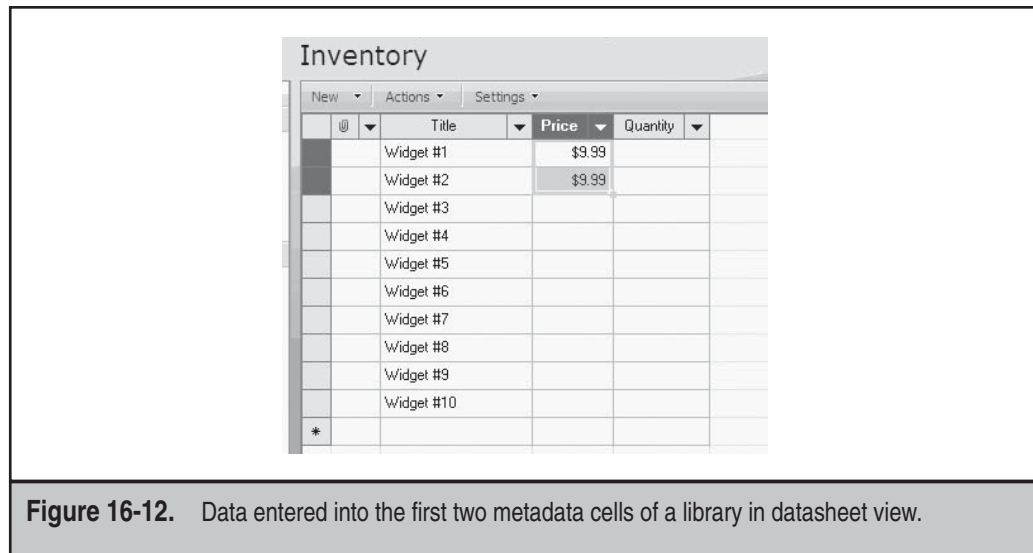 Inventory
New Actions Settings
Title Price Quantity
Widget #1 $9.99
Widget #2 $9.99
Widget #3
Widget #4
Widget #5
Widget #6
Widget #7
Widget #8
Widget #9
Widget #10
*
Figure 16-12. Data entered into the first two metadata cells of a library in datasheet view.